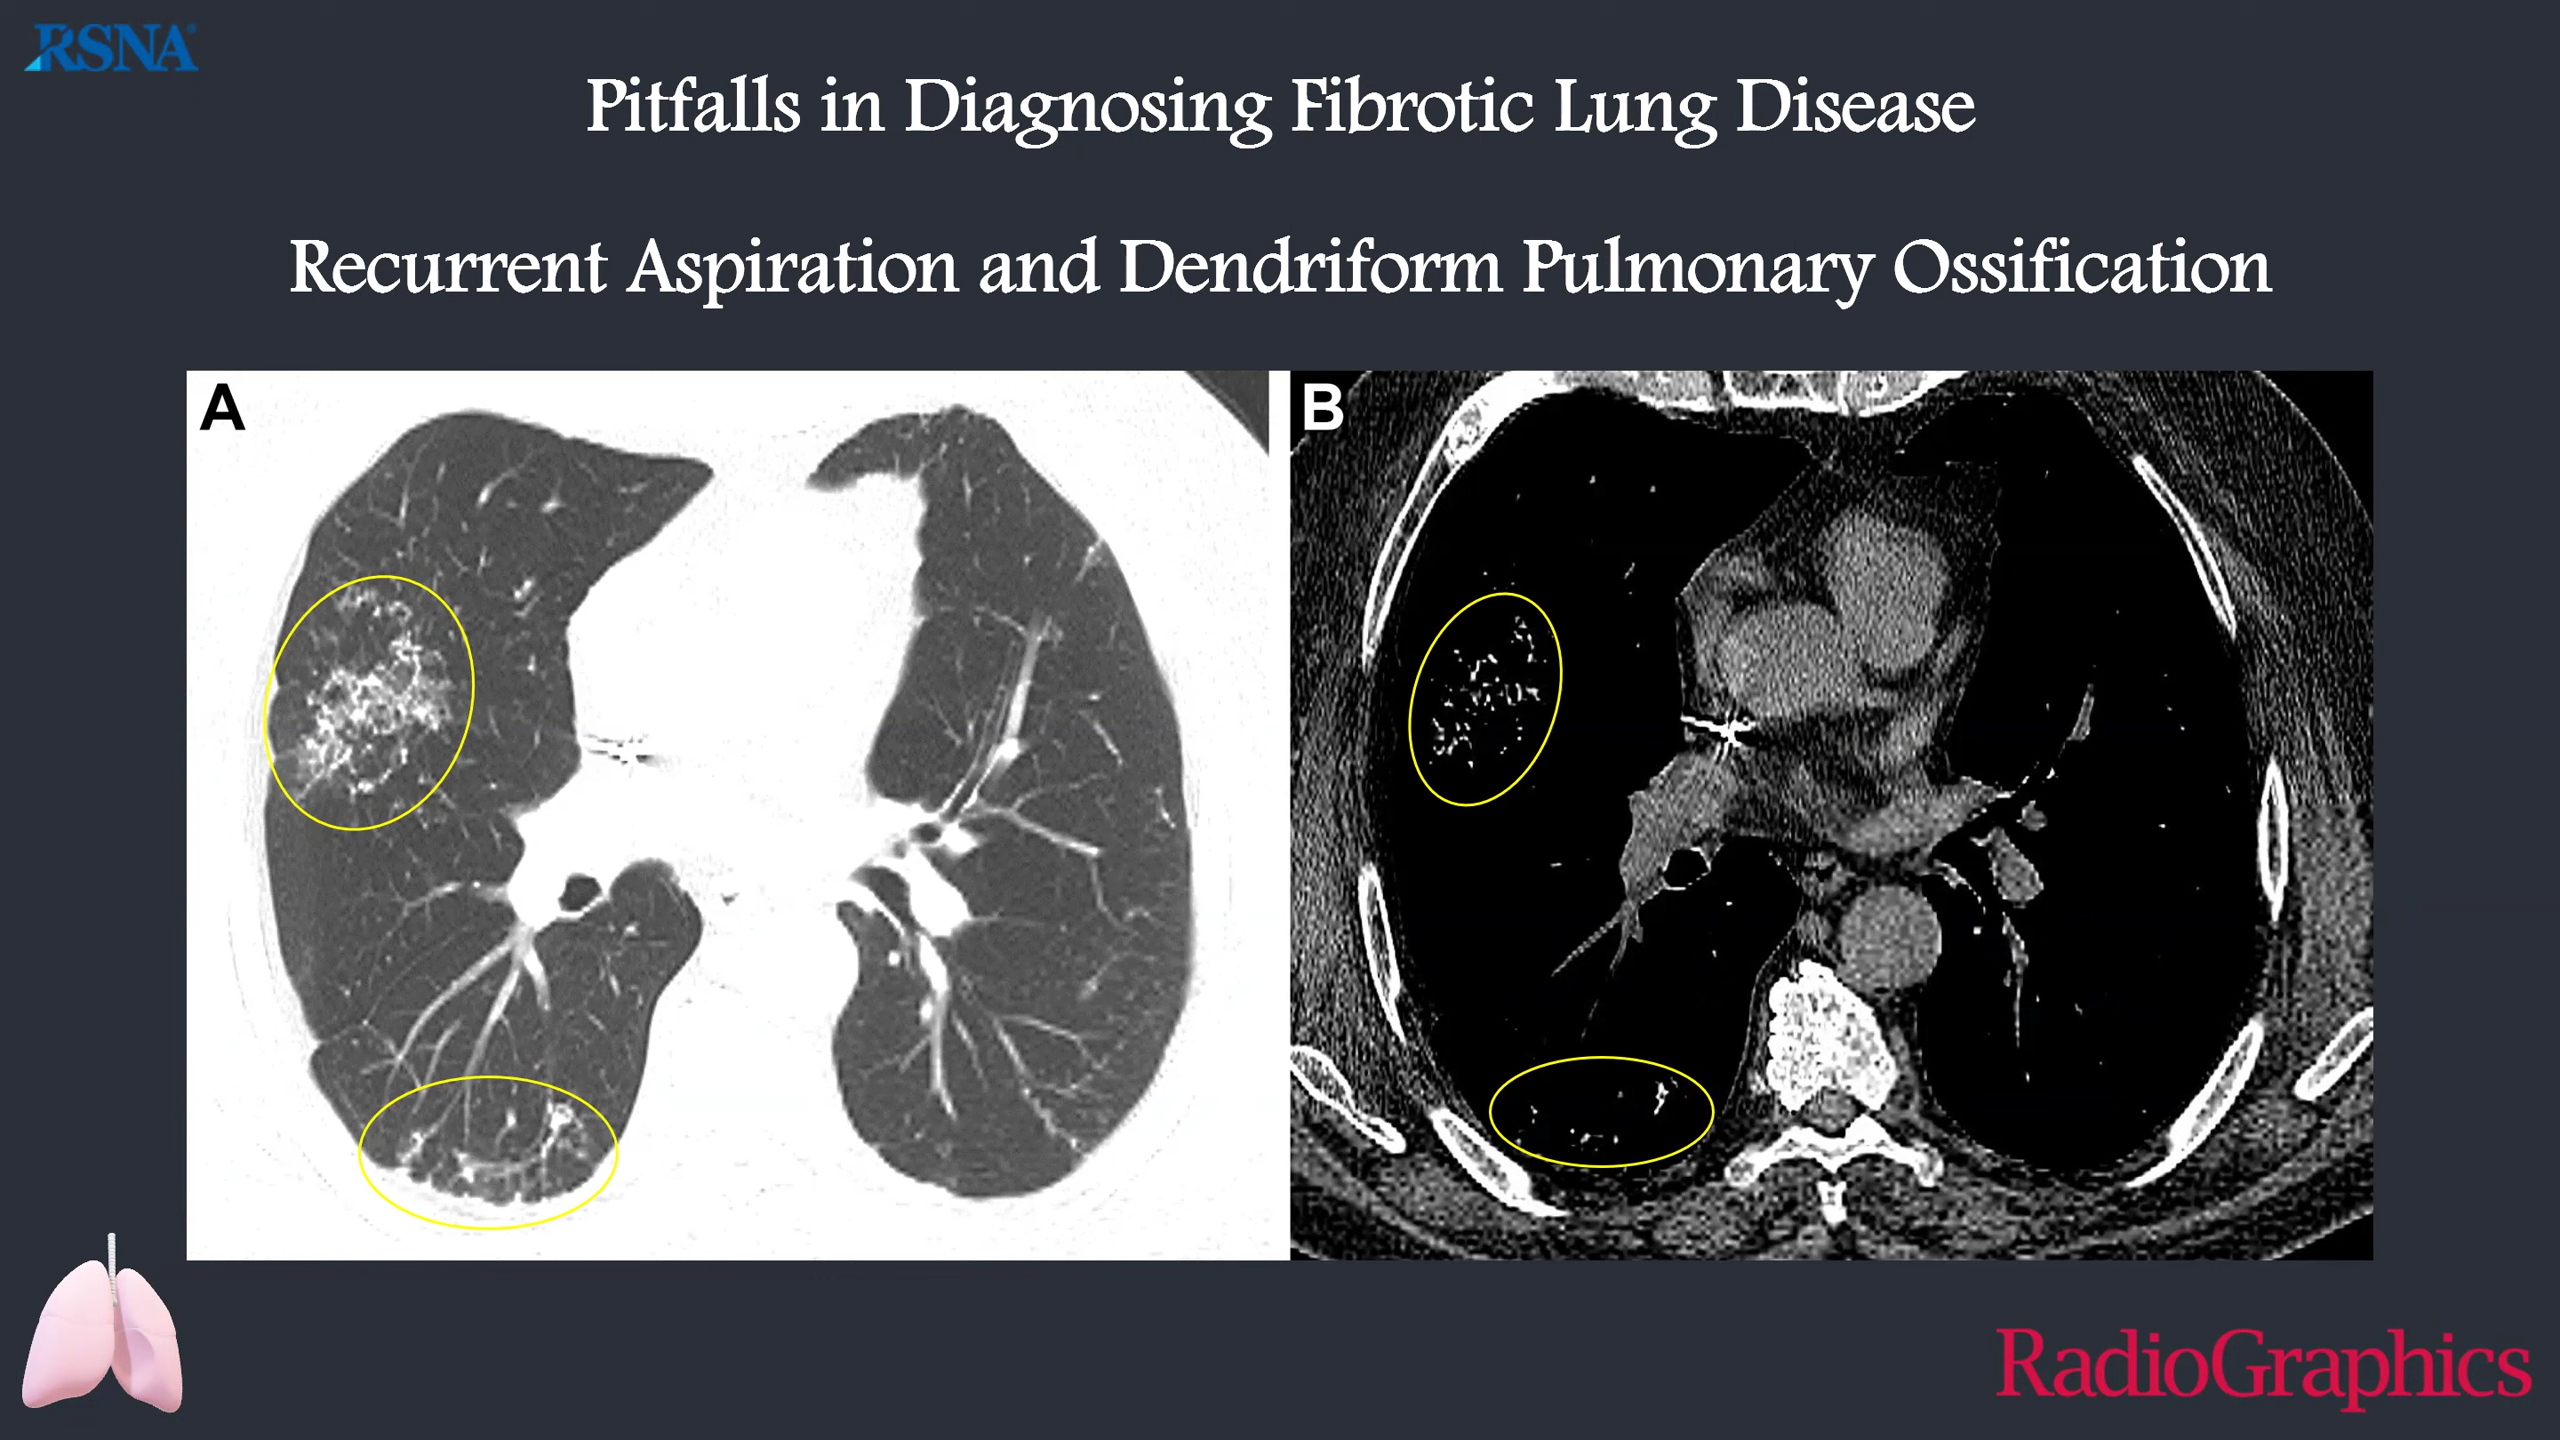 RSNA®
Pitfalls in Diagnosing Fibrotic Lung Disease
Recurrent Aspiration and Dendriform Pulmonary Ossification
A
B
RadioGraphics